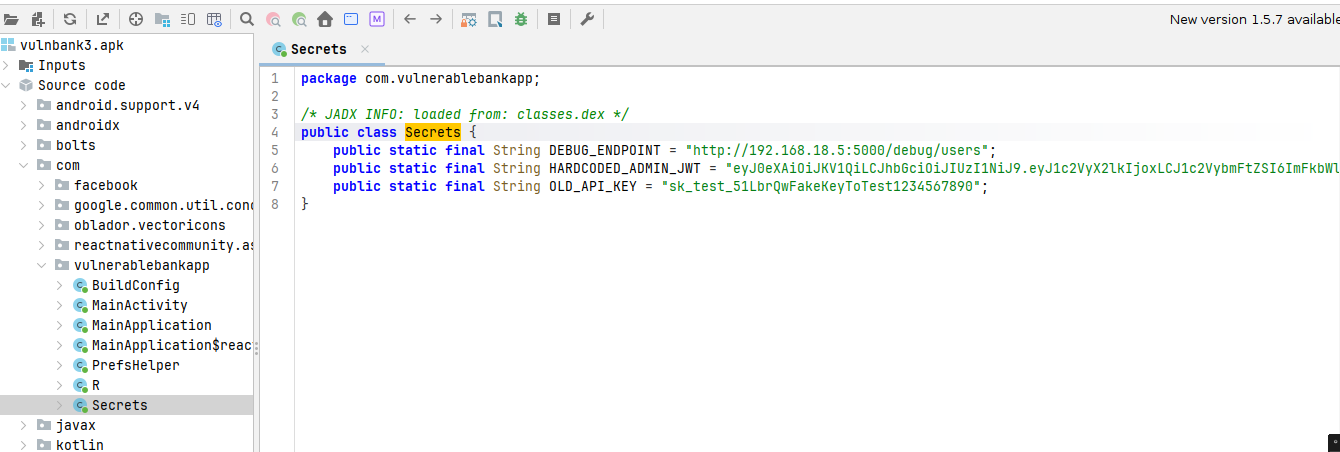 New version 1.5.7 available
vulnbank3.apk
Inputs
Source code
android.support.v4
androidx
bolts
com
facebook
google.common.util.conc
oblador.vectoricons
reactnativecommunity.as
vulnerablebankapp
BuildConfig
MainActivity
MainApplication
MainApplication$reac
PrefsHelper
R
Secrets
javax
kotlin
Secrets
1 package com.vulnerablebankapp;
2
3 /* JADX INFO: loaded from: classes.dex */
4 public class Secrets {
5 public static final String DEBUG_ENDPOINT = "http://192.168.18.5:5000/debug/users";
6 public static final String HARDCODED_ADMIN_JWT = "eyJ0eXAiOiJKV1QiLCJhbGciOiJIUzI1NiJ9.eyJ1c2VyX2lkIjoxLCJ1c2VybmFtZSI6ImFkbWl
7 public static final String OLD_API_KEY = "sk_test_51LbrQwFakeKeyToTest1234567890";
8 }